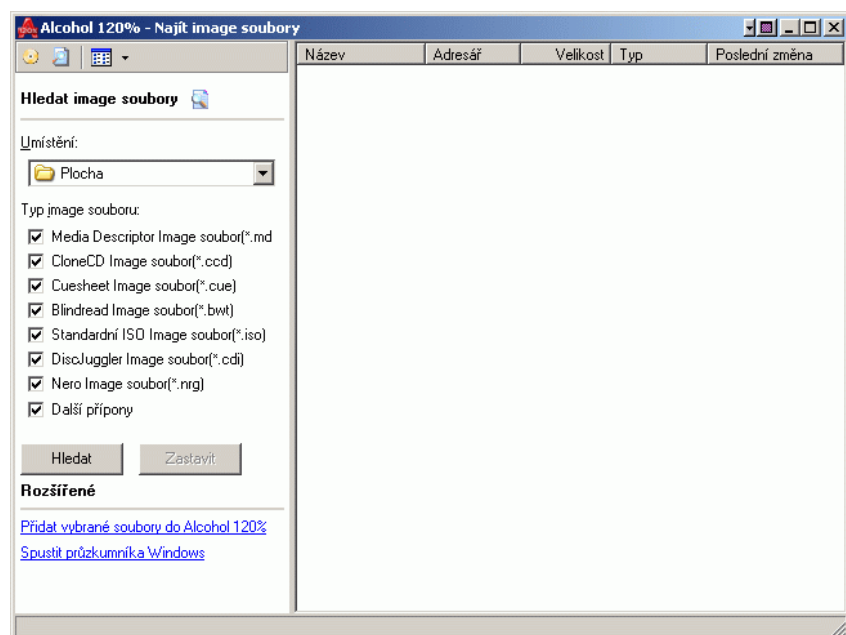 Alcohol 120% - Najít image soubory
Název Adresář Velikost Typ Poslední změna
Hledat image soubory
Umístění:
Plocha
Typ image souboru:
Media Descriptor Image soubor(*.md
CloneCD Image soubor(*.ccd)
Cuesheet Image soubor(*.cue)
Blindread Image soubor(*.bwt)
Standardní ISO Image soubor(*.iso)
DiscJuggler Image soubor(*.cdi)
Nero Image soubor(*.nrg)
Další přípony
Hledat Zastavit
Rozšířené
Přidat vybrané soubory do Alcohol 120%
Spustit průzkumníka Windows